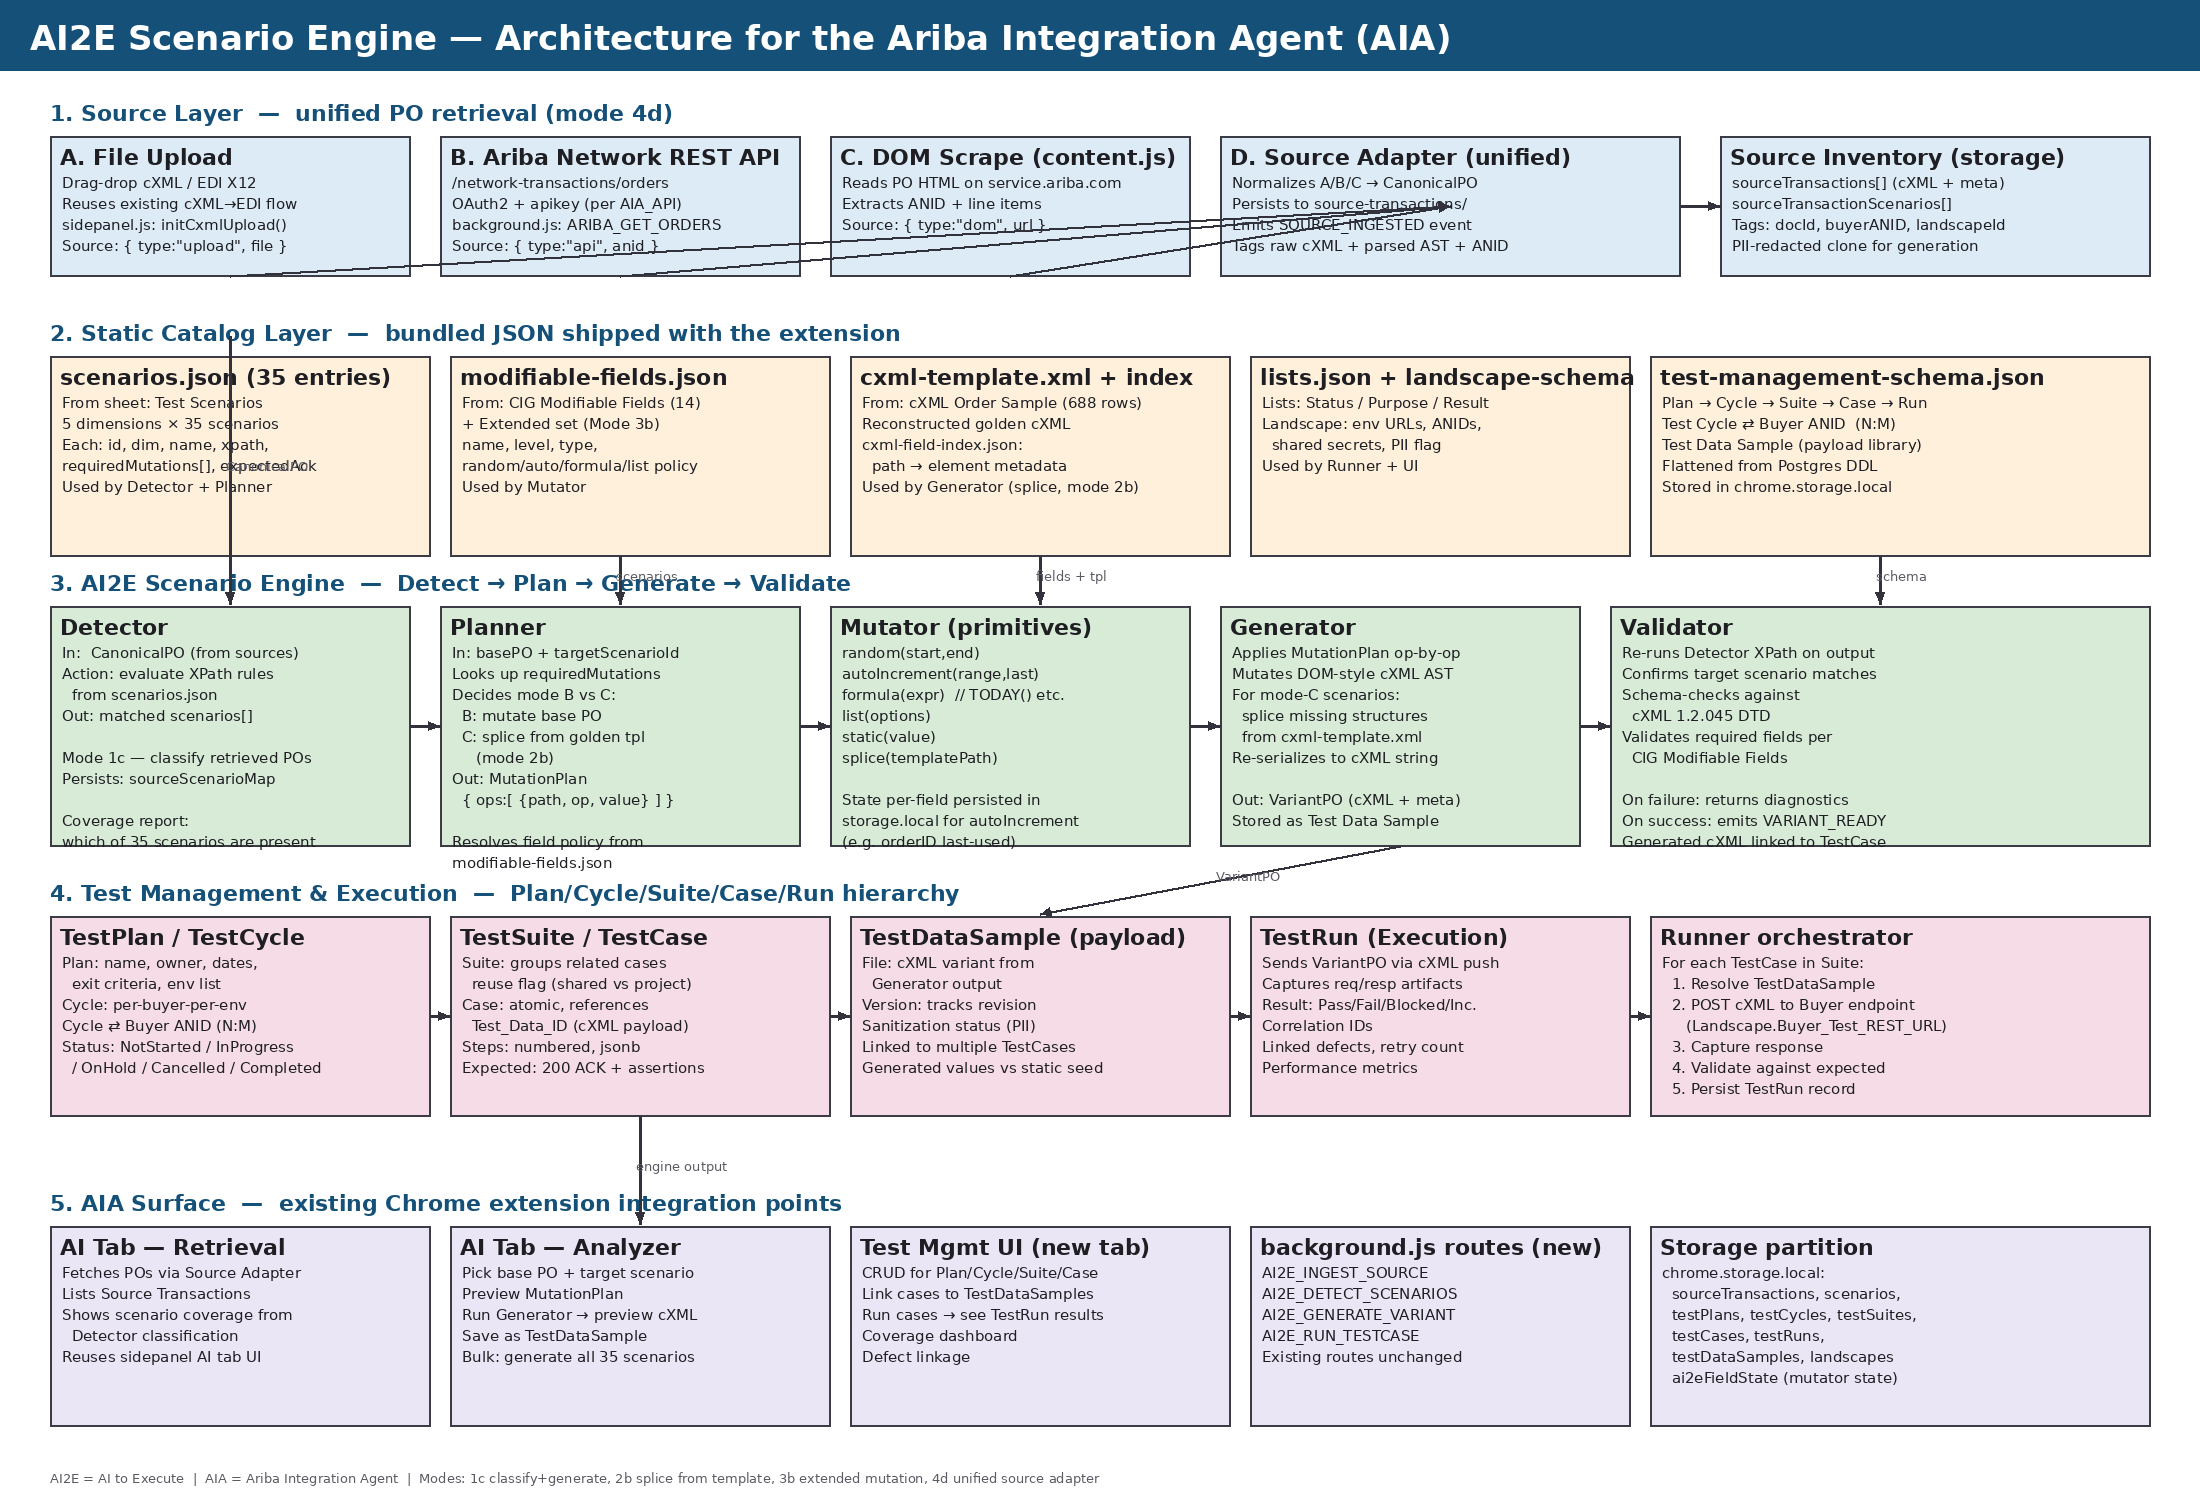 AI2E Scenario Engine — Architecture for the Ariba Integration Agent (AIA)
1. Source Layer — unified PO retrieval (mode 4d)
A. File Upload
Drag-drop cXML / EDI X12
Reuses existing cXML→EDI flow
sidepanel.js: initCxmlUpload()
Source: { type:"upload", file }
B. Ariba Network REST API
/network-transactions/orders
OAuth2 + apikey (per AIA_API)
background.js: ARIBA_GET_ORDERS
Source: { type:"api", anid }
C. DOM Scrape (content.js)
Reads PO HTML on service.ariba.com
Extracts ANID + line items
Source: { type:"dom", url }
D. Source Adapter (unified)
Normalizes A/B/C → CanonicalPO
Persists to source-transactions/
Emits SOURCE_INGESTED event
Tags raw cXML + parsed AST + ANID
Source Inventory (storage)
sourceTransactions[] (cXML + meta)
sourceTransactionScenarios[]
Tags: docId, buyerANID, landscapeId
PII-redacted clone for generation
2. Static Catalog Layer — bundled JSON shipped with the extension
scenarios.json (35 entries)
From sheet: Test Scenarios
5 dimensions × 35 scenarios
Each: id, dim, name, xpath,
requiredMutations[], expectedAck
Used by Detector + Planner
CanonicalPO
modifiable-fields.json
From: CIG Modifiable Fields (14)
+ Extended set (Mode 3b)
name, level, type,
random/auto/formula/list policy
Used by Mutator
cxml-template.xml + index
From: cXML Order Sample (688 rows)
Reconstructed golden cXML
cxml-field-index.json:
path → element metadata
Used by Generator (splice, mode 2b)
lists.json + landscape-schema
Lists: Status / Purpose / Result
Landscape: env URLs, ANIDs,
shared secrets, PII flag
Used by Runner + UI
test-management-schema.json
Plan → Cycle → Suite → Case → Run
Test Cycle ⇄ Buyer ANID (N:M)
Test Data Sample (payload library)
Flattened from Postgres DDL
Stored in chrome.storage.local
scenarios
fields + tpl
schema
3. AI2E Scenario Engine — Detect → Plan → Generate → Validate
Detector
In: CanonicalPO (from sources)
Action: evaluate XPath rules
from scenarios.json
Out: matched scenarios[]
Mode 1c — classify retrieved POs
Persists: sourceScenarioMap
Coverage report:
which of 35 scenarios are present
Planner
In: basePO + targetScenarioId
Looks up requiredMutations
Decides mode B vs C:
B: mutate base PO
C: splice from golden tpl
(mode 2b)
Out: MutationPlan
{ ops:[ {path, op, value} ] }
Resolves field policy from
modifiable-fields.json
Mutator (primitives)
random(start,end)
autoIncrement(range,last)
formula(expr) // TODAY() etc.
list(options)
static(value)
splice(templatePath)
State per-field persisted in
storage.local for autoIncrement
(e.g. orderID last-used)
Generator
Applies MutationPlan op-by-op
Mutates DOM-style cXML AST
For mode-C scenarios:
splice missing structures
from cxml-template.xml
Re-serializes to cXML string
Out: VariantPO (cXML + meta)
Stored as Test Data Sample
Validator
Re-runs Detector XPath on output
Confirms target scenario matches
Schema-checks against
cXML 1.2.045 DTD
Validates required fields per
CIG Modifiable Fields
On failure: returns diagnostics
On success: emits VARIANT_READY
Generated cXML linked to TestCase
VariantPO
4. Test Management & Execution — Plan/Cycle/Suite/Case/Run hierarchy
TestPlan / TestCycle
Plan: name, owner, dates,
exit criteria, env list
Cycle: per-buyer-per-env
Cycle ⇄ Buyer ANID (N:M)
Status: NotStarted / InProgress
/ OnHold / Cancelled / Completed
TestSuite / TestCase
Suite: groups related cases
reuse flag (shared vs project)
Case: atomic, references
Test_Data_ID (cXML payload)
Steps: numbered, jsonb
Expected: 200 ACK + assertions
TestDataSample (payload)
File: cXML variant from
Generator output
Version: tracks revision
Sanitization status (PII)
Linked to multiple TestCases
Generated values vs static seed
TestRun (Execution)
Sends VariantPO via cXML push
Captures req/resp artifacts
Result: Pass/Fail/Blocked/Inc.
Correlation IDs
Linked defects, retry count
Performance metrics
Runner orchestrator
For each TestCase in Suite:
1. Resolve TestDataSample
2. POST cXML to Buyer endpoint
(Landscape.Buyer_Test_REST_URL)
3. Capture response
4. Validate against expected
5. Persist TestRun record
engine output
5. AIA Surface — existing Chrome extension integration points
AI Tab — Retrieval
Fetches POs via Source Adapter
Lists Source Transactions
Shows scenario coverage from
Detector classification
Reuses sidepanel AI tab UI
AI Tab — Analyzer
Pick base PO + target scenario
Preview MutationPlan
Run Generator → preview cXML
Save as TestDataSample
Bulk: generate all 35 scenarios
Test Mgmt UI (new tab)
CRUD for Plan/Cycle/Suite/Case
Link cases to TestDataSamples
Run cases → see TestRun results
Coverage dashboard
Defect linkage
background.js routes (new)
AI2E_INGEST_SOURCE
AI2E_DETECT_SCENARIOS
AI2E_GENERATE_VARIANT
AI2E_RUN_TESTCASE
Existing routes unchanged
Storage partition
chrome.storage.local:
sourceTransactions, scenarios,
testPlans, testCycles, testSuites,
testCases, testRuns,
testDataSamples, landscapes
ai2eFieldState (mutator state)
AI2E = AI to Execute | AIA = Ariba Integration Agent | Modes: 1c classify+generate, 2b splice from template, 3b extended mutation, 4d unified source adapter